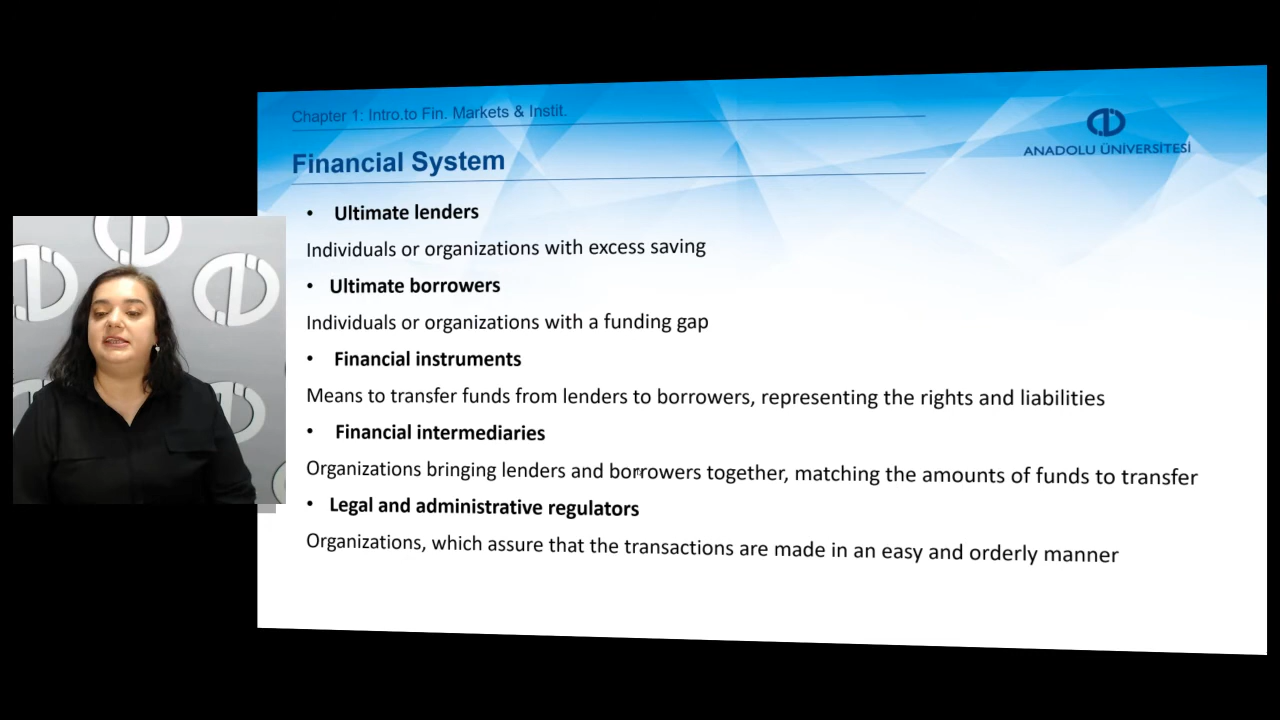 Chapter 1: Intro.to Fin. Markets & Instit.
ANADOLU ÜNİVERSİTESİ
Financial System
• Ultimate lenders
Individuals or organizations with excess saving
• Ultimate borrowers
Individuals or organizations with a funding gap
• Financial instruments
Means to transfer funds from lenders to borrowers, representing the rights and liabilities
• Financial intermediaries
Organizations bringing lenders and borrowers together, matching the amounts of funds to transfer
• Legal and administrative regulators
Organizations, which assure that the transactions are made in an easy and orderly manner